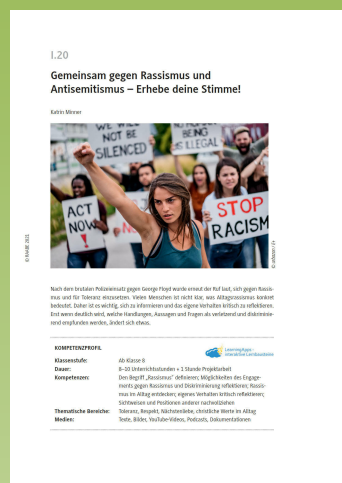 I.20
Gemeinsam gegen Rassismus und
Antisemitismus – Erhebe deine Stimme!
Katrin Minner
WE WILL
NOT BE
SILENCED
BEING
ILLEGAL
ACT
NOW!
STOP
RACISM
© RAABE 2021
Nach dem brutalen Polizeieinsatz gegen George Floyd wurde erneut der Ruf laut, sich gegen Rassis-
mus und für Toleranz einzusetzen. Vielen Menschen ist nicht klar, was Alltagsrassismus konkret
bedeutet. Daher ist es wichtig, sich zu informieren und das eigene Verhalten kritisch zu reflektieren.
Erst wenn deutlich wird, welche Handlungen, Aussagen und Fragen als verletzend und diskriminie-
rend empfunden werden, ändert sich etwas.
KOMPETENZPROFIL
LearningApps -
interaktive Lernbausteine
Klassenstufe: Ab Klasse 8
Dauer: 8–10 Unterrichtsstunden + 1 Stunde Projektarbeit
Kompetenzen: Den Begriff „Rassismus" definieren; Möglichkeiten des Engage-
ments gegen Rassismus und Diskriminierung reflektieren; Rassis-
mus im Alltag entdecken; eigenes Verhalten kritisch reflektieren;
Sichtweisen und Positionen anderer nachvollziehen
Thematische Bereiche: Toleranz, Respekt, Nächstenliebe, christliche Werte im Alltag
Medien: Texte, Bilder, YouTube-Videos, Podcasts, Dokumentationen